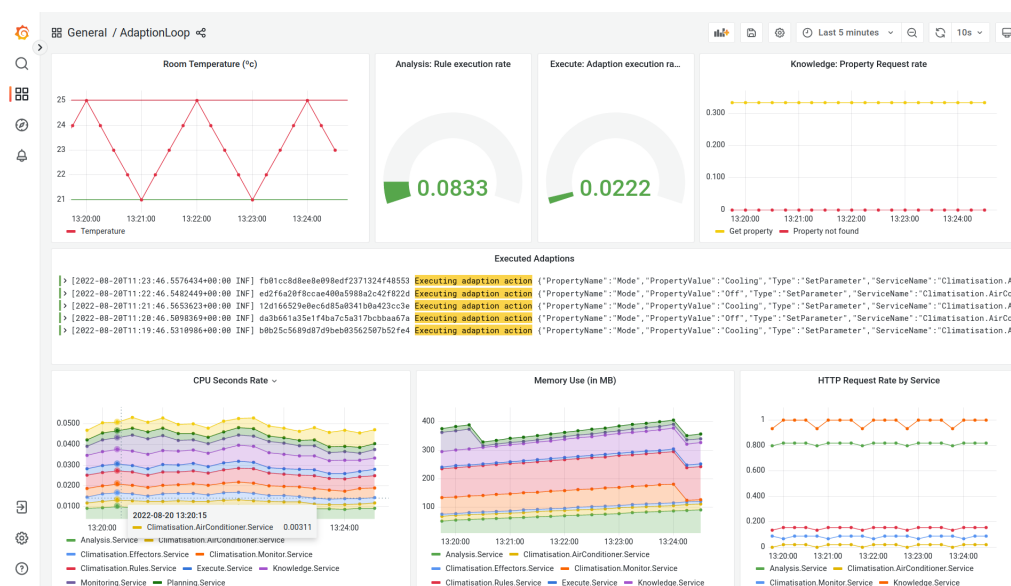 General / AdaptionLoop
Last 5 minutes
10s
Room Temperature (ºc)
25
24
23
22
21
13:20:00 13:21:00 13:22:00 13:23:00 13:24:00
Temperature
Analysis: Rule execution rate
0.0833
Execute: Adaption execution ra...
0.0222
Knowledge: Property Request rate
0.300
0.200
0.100
0
13:20:00 13:21:00 13:22:00 13:23:00 13:24:00
Get property Property not found
Executed Adaptions
[2022-08-20T11:23:46.5576434+00:00 INF] fb01cc8d8ee8e098edf2371324f48553 Executing adaption action {"PropertyName":"Mode","PropertyValue":"Cooling","Type":"SetParameter","ServiceName":"Climatisation.A
[2022-08-20T11:22:46.5482449+00:00 INF] ed2f6a20f8ccae400a5988a2c42f822d Executing adaption action {"PropertyName":"Mode","PropertyValue":"Off","Type":"SetParameter","ServiceName":"Climatisation.AirCo
[2022-08-20T11:21:46.5653623+00:00 INF] 12d166529e0ec6d85a0341b0a423cc3e Executing adaption action {"PropertyName":"Mode","PropertyValue":"Cooling","Type":"SetParameter","ServiceName":"Climatisation.A
[2022-08-20T11:20:46.5098369+00:00 INF] da3b661a35e1f4ba7c5a317bcbbaa67a Executing adaption action {"PropertyName":"Mode","PropertyValue":"Off","Type":"SetParameter","ServiceName":"Climatisation.AirCo
[2022-08-20T11:19:46.5310986+00:00 INF] b0b25c5689d87d9beb03562507b52fe4 Executing adaption action {"PropertyName":"Mode","PropertyValue":"Cooling","Type":"SetParameter","ServiceName":"Climatisation.A
CPU Seconds Rate
0.0500
0.0400
0.0300
0.0200
0.0100
13:20:00 13:24:00
2022-08-20 13:20:15
Climatisation.AirConditioner.Service 0.00311
Analysis.Service Climatisation.AirConditioner.Service
Climatisation.Effectors.Service Climatisation.Monitor.Service
Climatisation.Rules.Service Execute.Service Knowledge.Service
Monitoring.Service Planning.Service
Memory Use (in MB)
400
300
200
100
13:20:00 13:21:00 13:22:00 13:23:00 13:24:00
Analysis.Service Climatisation.AirConditioner.Service
Climatisation.Effectors.Service Climatisation.Monitor.Service
Climatisation.Rules.Service Execute.Service Knowledge.Service
HTTP Request Rate by Service
1
0.800
0.600
0.400
0.200
0
13:20:00 13:21:00 13:22:00 13:23:00 13:24:00
Analysis.Service Climatisation.AirConditioner.Service
Climatisation.Monitor.Service Knowledge.Service